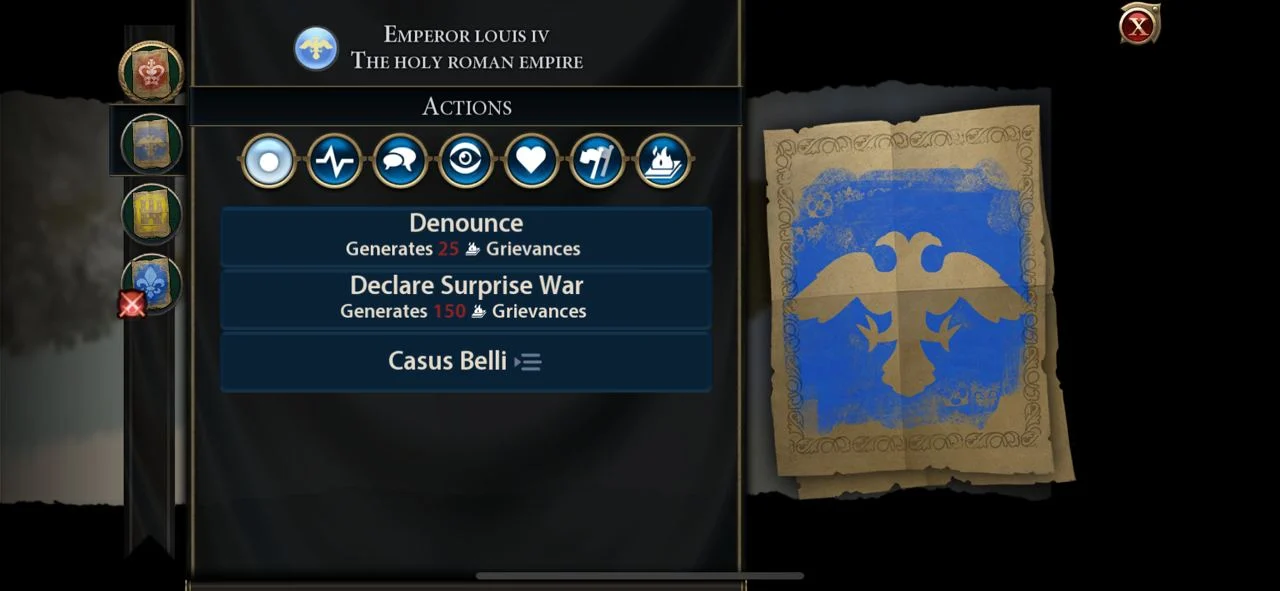 EMPEROR LOUIS IV
THE HOLY ROMAN EMPIRE
ACTIONS
Denounce
Generates 25 Grievances
Declare Surprise War
Generates 150 Grievances
Casus Belli
X